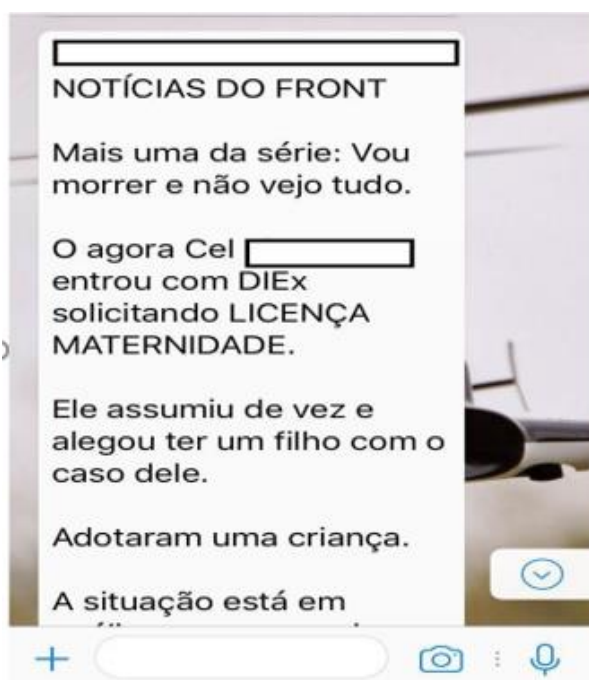 NOTÍCIAS DO FRONT
Mais uma da série: Vou
morrer e não vejo tudo.
O agora Cel
entrou com DIEx
solicitando LICENÇA
MATERNIDADE.
Ele assumiu de vez e
alegou ter um filho com o
caso dele.
Adotaram uma criança.
A situação está em